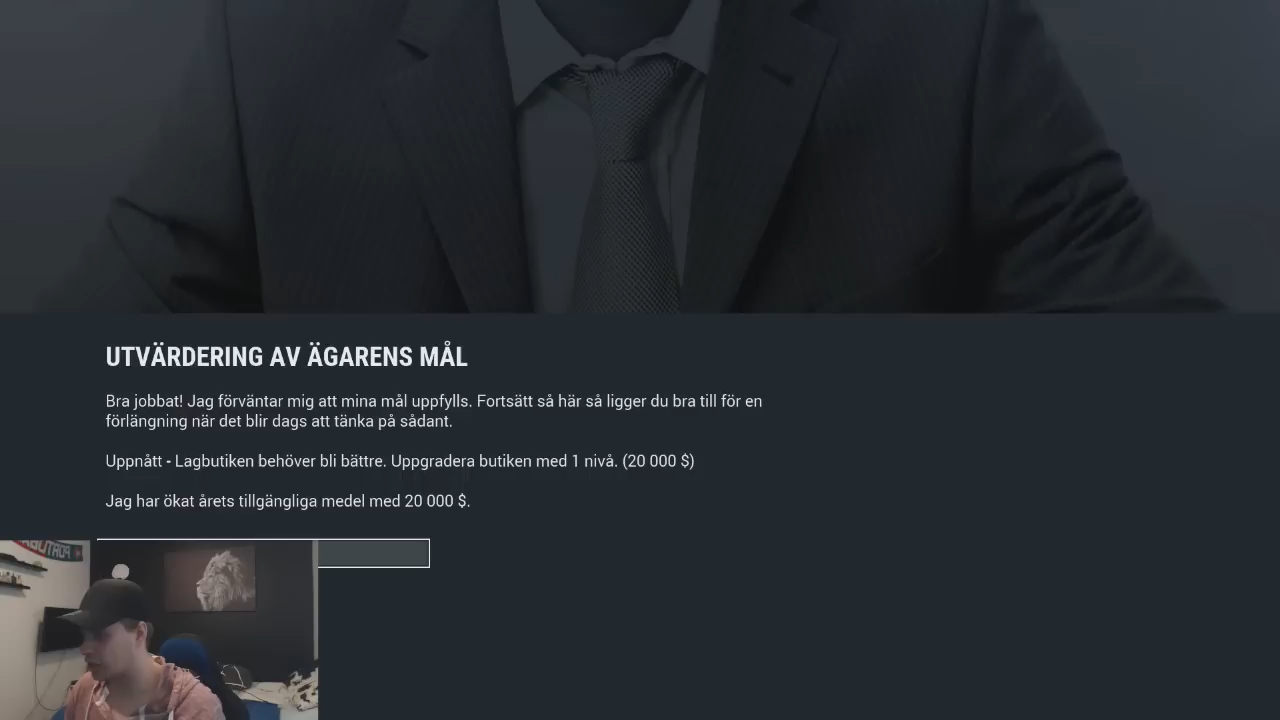 UTVÄRDERING AV ÄGARENS MÅL
Bra jobbat! Jag förväntar mig att mina mål uppfylls. Fortsätt så här så ligger du bra till för en
förlängning när det blir dags att tänka på sådant.
Uppnått - Lagbutiken behöver bli bättre. Uppgradera butiken med 1 nivå. (20 000 $)
Jag har ökat årets tillgängliga medel med 20 000 $.